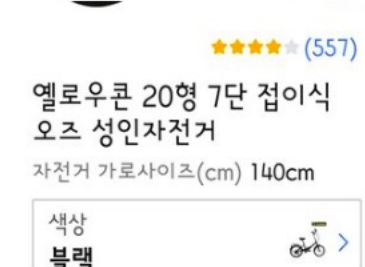 (557)
옐로우콘 20형 7단 접이식
오즈 성인자전거
자전거 가로사이즈(cm) 140cm
색상
블랙